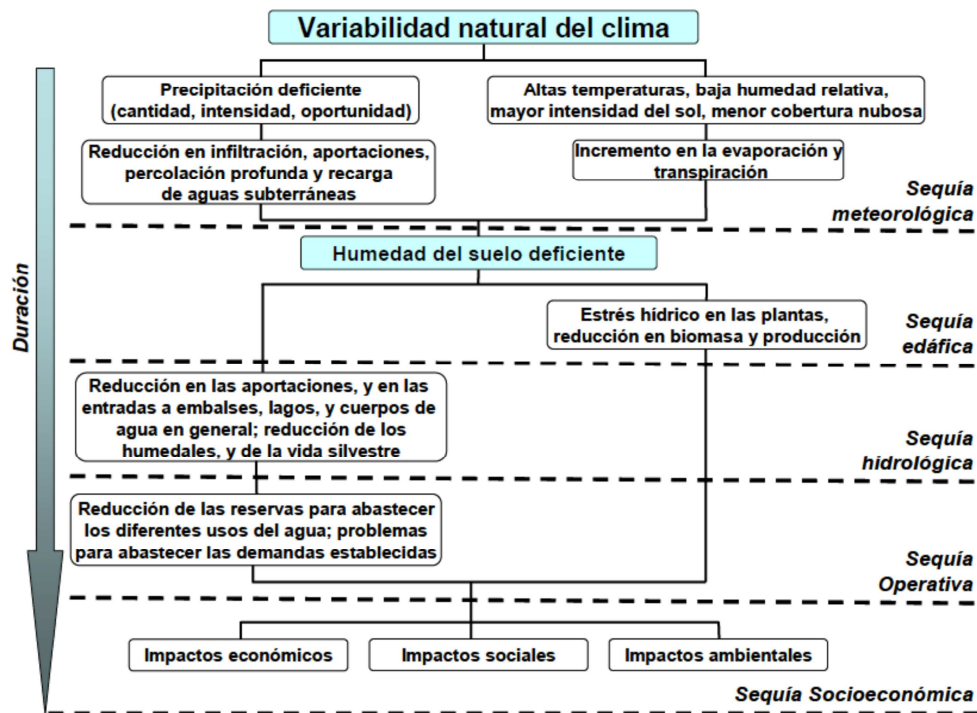 Variabilidad natural del clima
Precipitación deficiente
(cantidad, intensidad, oportunidad)
Altas temperaturas, baja humedad relativa,
mayor intensidad del sol, menor cobertura nubosa
Reducción en infiltración, aportaciones,
percolación profunda y recarga
de aguas subterráneas
Incremento en la evaporación y
transpiración
Sequía
meteorológica
Humedad del suelo deficiente
Duración
Estrés hídrico en las plantas,
reducción en biomasa y producción
Sequía
edáfica
Reducción en las aportaciones, y en las
entradas a embalses, lagos, y cuerpos de
agua en general; reducción de los
humedales, y de la vida silvestre
Sequía
hidrológica
Reducción de las reservas para abastecer
los diferentes usos del agua; problemas
para abastecer las demandas establecidas
Sequía
Operativa
Impactos económicos
Impactos sociales
Impactos ambientales
Sequía Socioeconómica